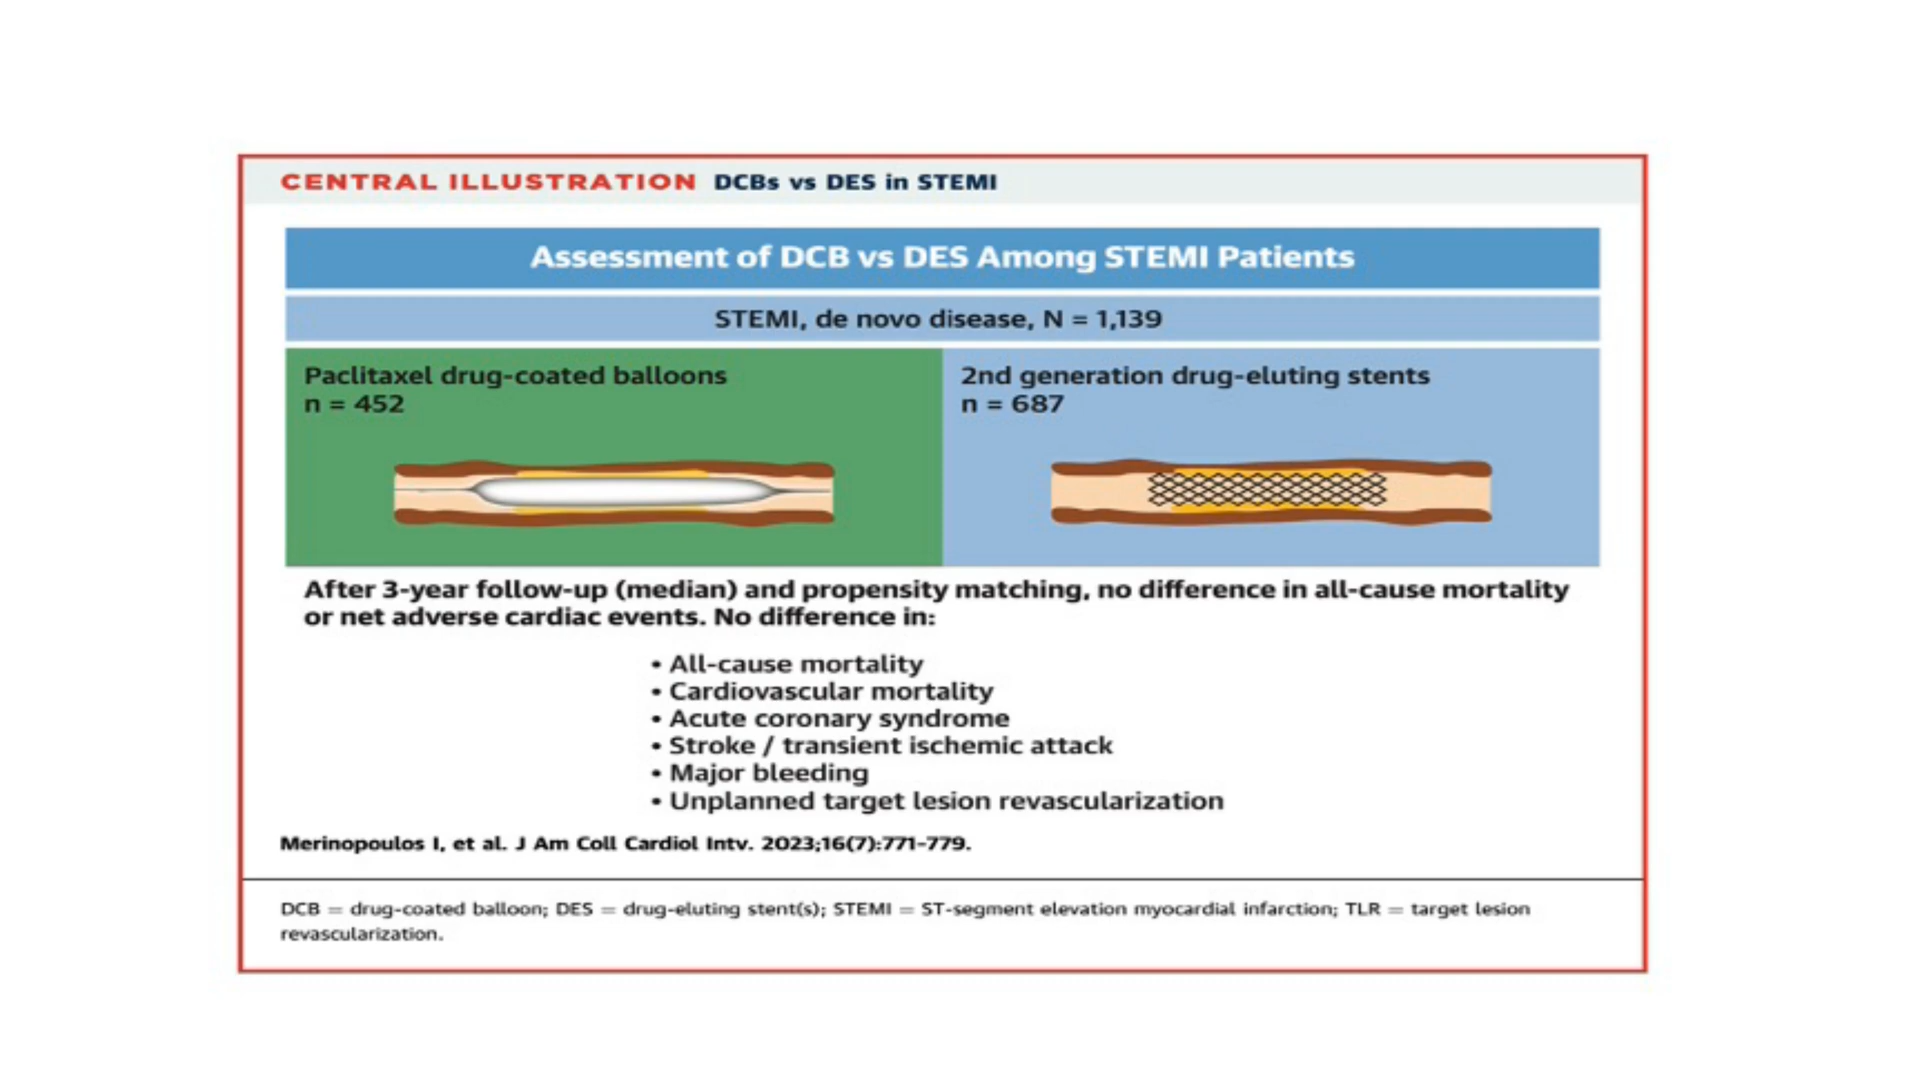 CENTRAL ILLUSTRATION DCBs vs DES in STEMI
Assessment of DCB vs DES Among STEMI Patients
STEMI, de novo disease, N = 1,139
Paclitaxel drug-coated balloons
n = 452
2nd generation drug-eluting stents
n = 687
After 3-year follow-up (median) and propensity matching, no difference in all-cause mortality
or net adverse cardiac events. No difference in:
• All-cause mortality
• Cardiovascular mortality
• Acute coronary syndrome
• Stroke / transient ischemic attack
• Major bleeding
• Unplanned target lesion revascularization
Merinopoulos I, et al. J Am Coll Cardiol Intv. 2023;16(7):771-779.
DCB = drug-coated balloon; DES = drug-eluting stent(s); STEMI = ST-segment elevation myocardial infarction; TLR = target lesion
revascularization.